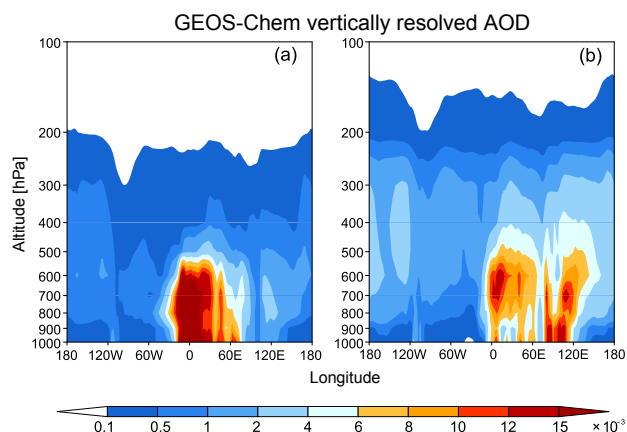 GEOS-Chem vertically resolved AOD
(a) (b)
Altitude [hPa]
100 100
200 200
300 300
400 400
500 500
600 600
700 700
800 800
900 900
1000 1000
180 120W 60W 0 60E 120E 180 180 120W 60W 0 60E 120E 180
Longitude
0.1 0.5 1 2 4 6 8 10 12 15 × 10⁻³